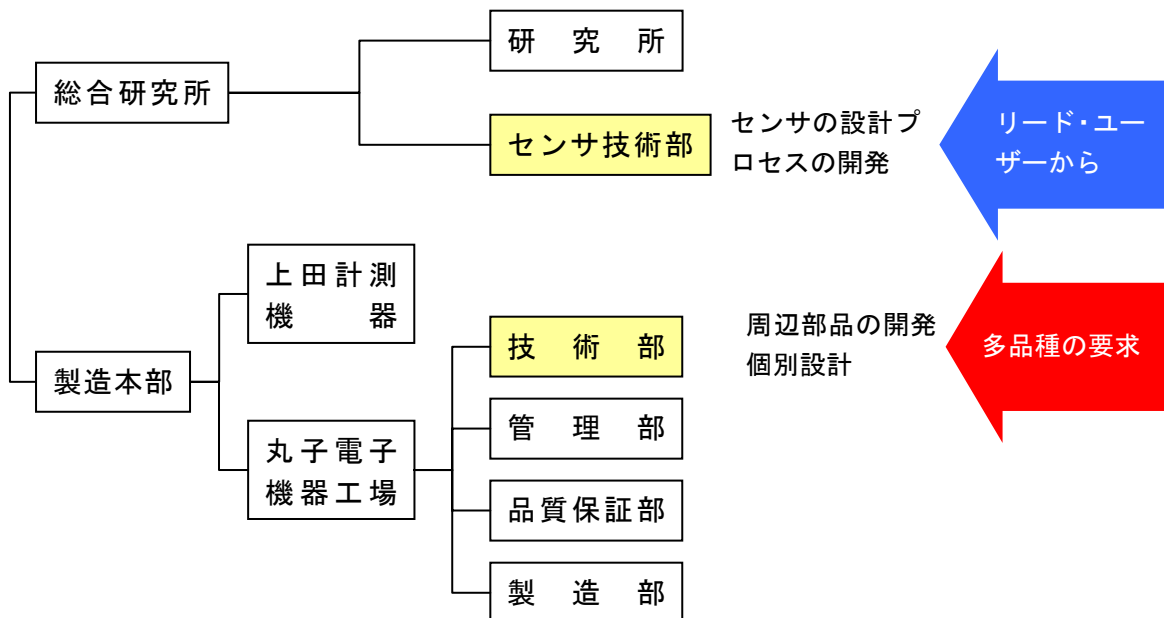 研究所
総合研究所
センサ技術部
センサの設計プ
ロセスの開発
リード・ユー
ザーから
上田計測
機器
技術部
周辺部品の開発
個別設計
多品種の要求
製造本部
管理部
丸子電子
機器工場
品質保証部
製造部